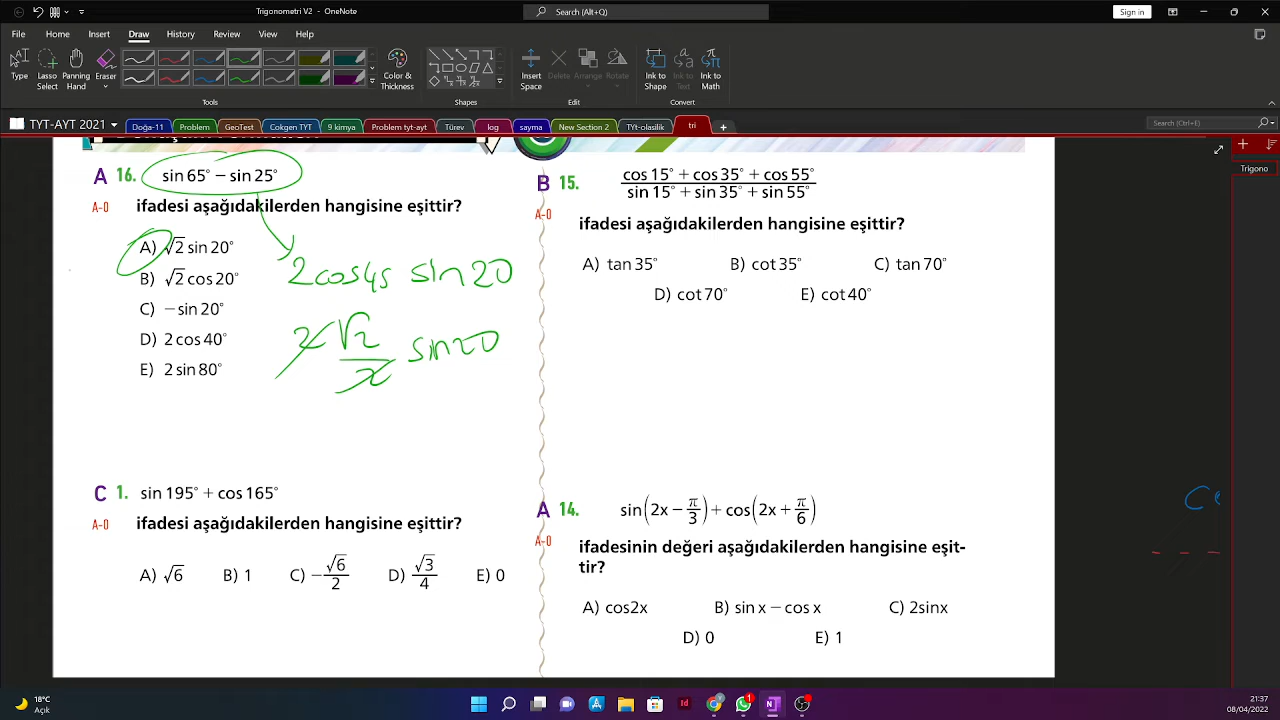 Trigonometri V2 - OneNote
Search (Alt+Q)
Sign in
File Home Insert Draw History Review View Help
Type
Lasso Select
Panning Hand
Eraser
Color & Thickness
Insert Space
Delete
Arrange
Rotate
Ink to Shape
Ink to Text
Ink to Math
Tools
Shapes
Edit
Convert
TYT-AYT 2021
Doğa-11
Problem
GeoTest
Cokgen TYT
9 kimya
Problem tyt-ayt
Türev
log
sayma
New Section 2
TYt-olasilik
tri
Search (Ctrl+E)
Trigono
A 16. sin 65° − sin 25°
A-0
ifadesi aşağıdakilerden hangisine eşittir?
A) √2 sin 20°
B) √2 cos 20°
C) −sin 20°
D) 2 cos 40°
E) 2 sin 80°
2cos45 sin20
2 √2/2 sin20
C 1. sin 195° + cos 165°
A-0
ifadesi aşağıdakilerden hangisine eşittir?
A) √6 B) 1 C) −√6/2 D) √3/4 E) 0
B 15. cos 15° + cos 35° + cos 55°
sin 15° + sin 35° + sin 55°
A-0
ifadesi aşağıdakilerden hangisine eşittir?
A) tan 35° B) cot 35° C) tan 70°
D) cot 70° E) cot 40°
A 14. sin(2x − π/3) + cos(2x + π/6)
A-0
ifadesinin değeri aşağıdakilerden hangisine eşit-
tir?
A) cos2x B) sin x − cos x C) 2sinx
D) 0 E) 1
18°C
Açık
21:37
08/04/2022